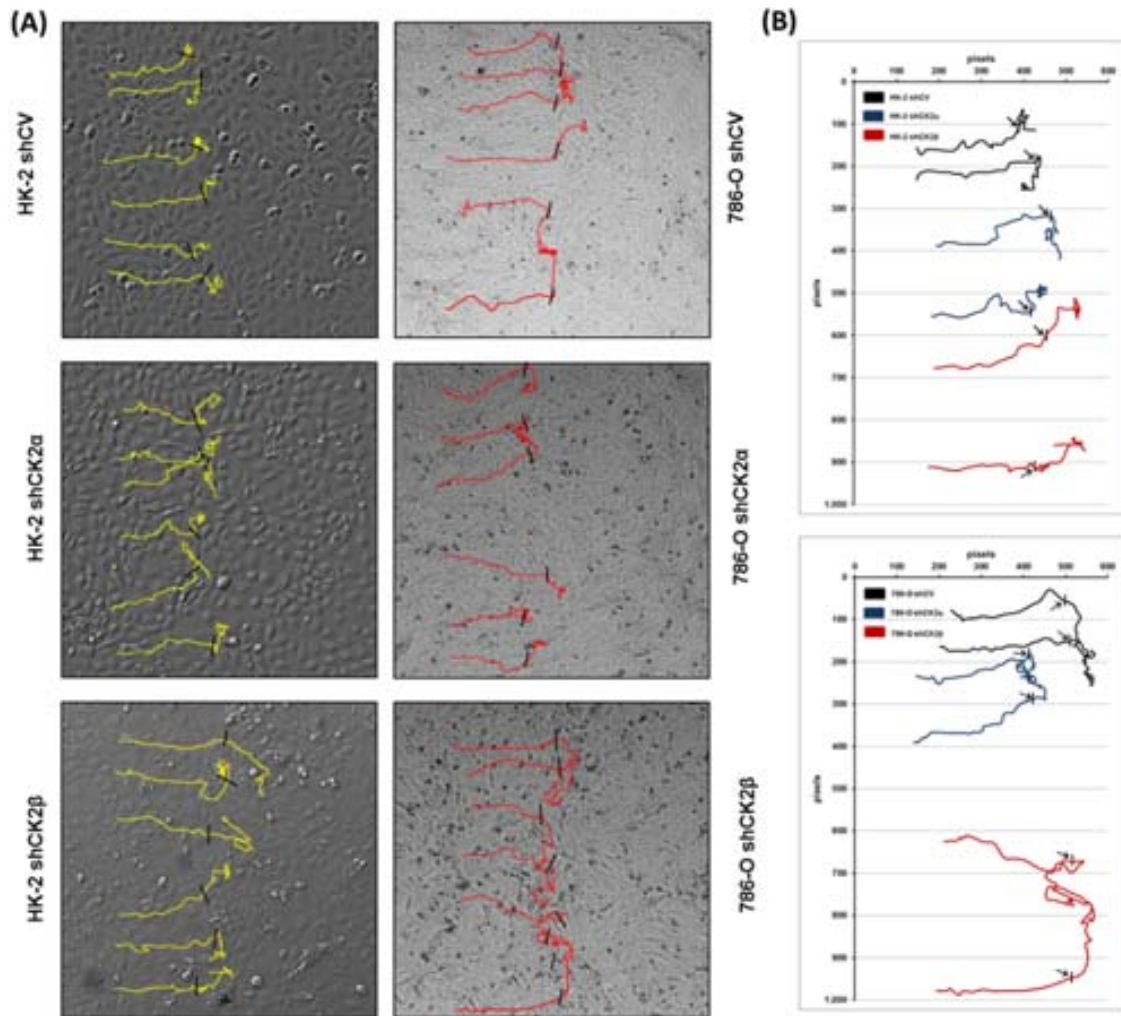 (A)
HK-2 shCV
786-O shCV
HK-2 shCK2α
786-O shCK2α
HK-2 shCK2β
786-O shCK2β
(B)
pixels
0 100 200 300 400 500 600
0
100
200
300
400
500
600
700
800
900
1.000
pixels
HK-2 shCV
HK-2 shCK2α
HK-2 shCK2β
pixels
0 100 200 300 400 500 600
0
100
200
300
400
500
600
700
800
900
1.000
pixels
786-O shCV
786-O shCK2α
786-O shCK2β